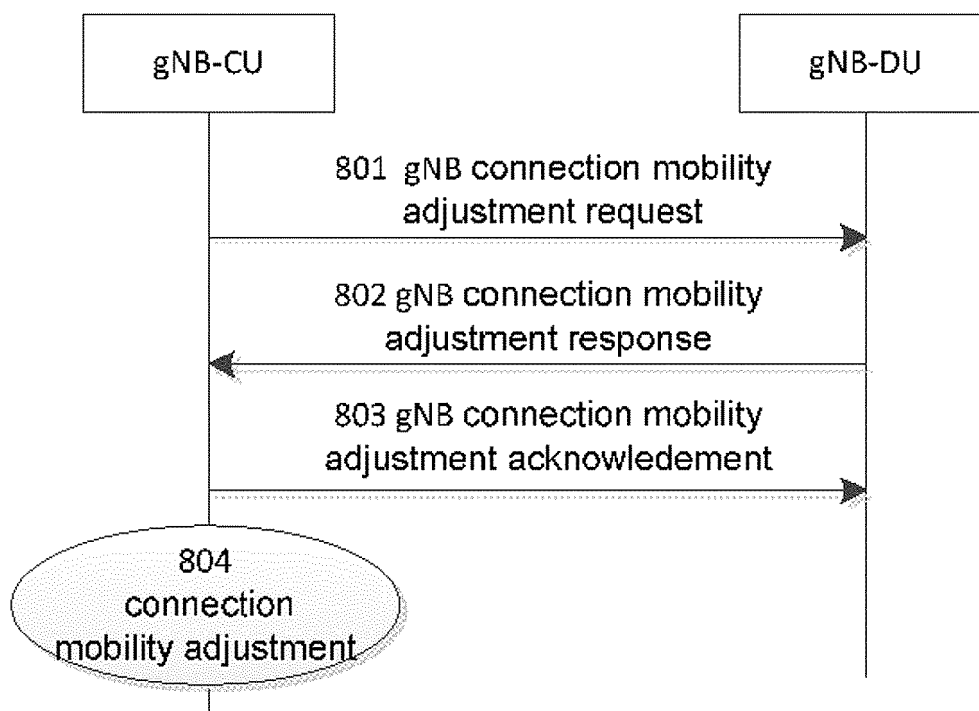 gNB-CU
gNB-DU
801 gNB connection mobility
adjustment request
802 gNB connection mobility
adjustment response
803 gNB connection mobility
adjustment acknowledement
804
connection
mobility adjustment